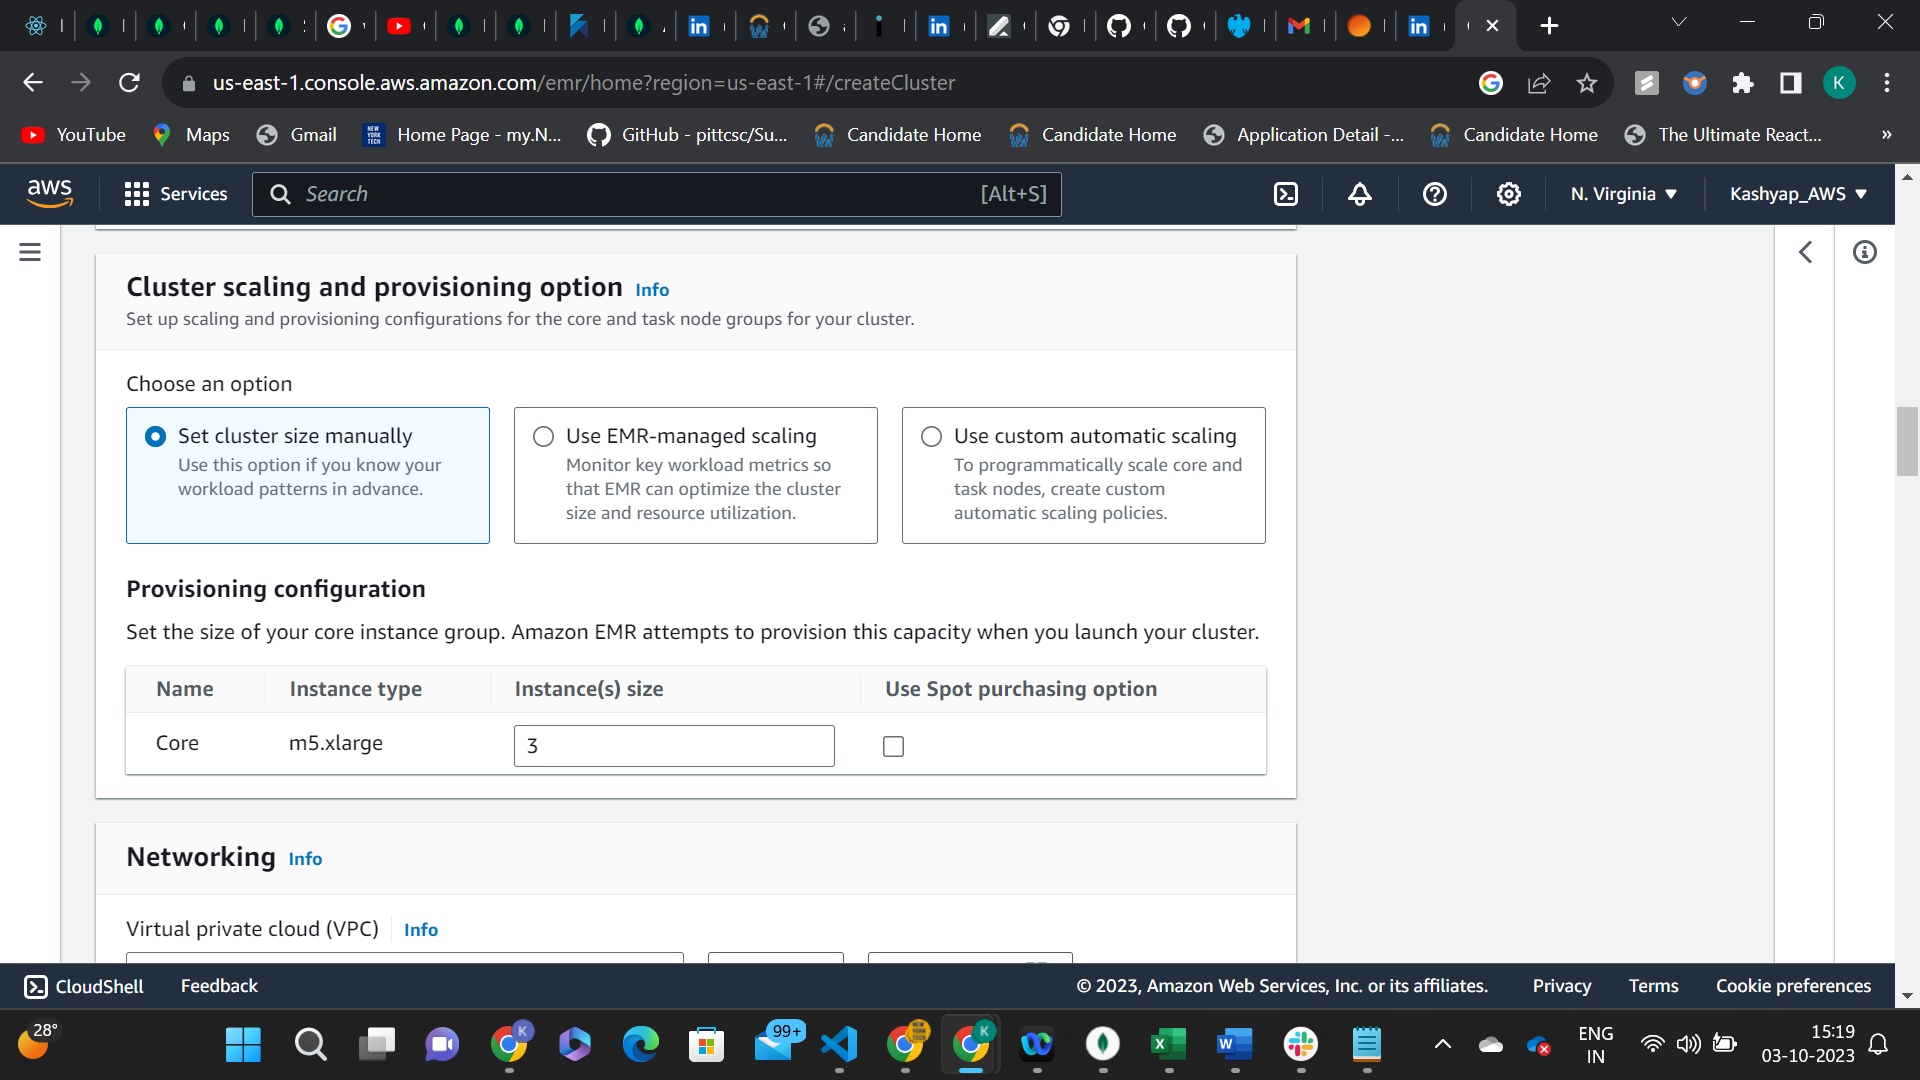 us-east-1.console.aws.amazon.com/emr/home?region=us-east-1#/createCluster
K
YouTube
Maps
Gmail
NEW YORK TECH
Home Page - my.N...
GitHub - pittcsc/Su...
Candidate Home
Candidate Home
Application Detail -...
Candidate Home
The Ultimate React...
»
aws
Services
Search
[Alt+S]
N. Virginia
Kashyap_AWS
Cluster scaling and provisioning option Info
Set up scaling and provisioning configurations for the core and task node groups for your cluster.
Choose an option
Set cluster size manually
Use this option if you know your
workload patterns in advance.
Use EMR-managed scaling
Monitor key workload metrics so
that EMR can optimize the cluster
size and resource utilization.
Use custom automatic scaling
To programmatically scale core and
task nodes, create custom
automatic scaling policies.
Provisioning configuration
Set the size of your core instance group. Amazon EMR attempts to provision this capacity when you launch your cluster.
Name Instance type Instance(s) size Use Spot purchasing option
Core m5.xlarge 3
Networking Info
Virtual private cloud (VPC) Info
CloudShell
Feedback
© 2023, Amazon Web Services, Inc. or its affiliates.
Privacy
Terms
Cookie preferences
28°
99+
ENG
IN
15:19
03-10-2023